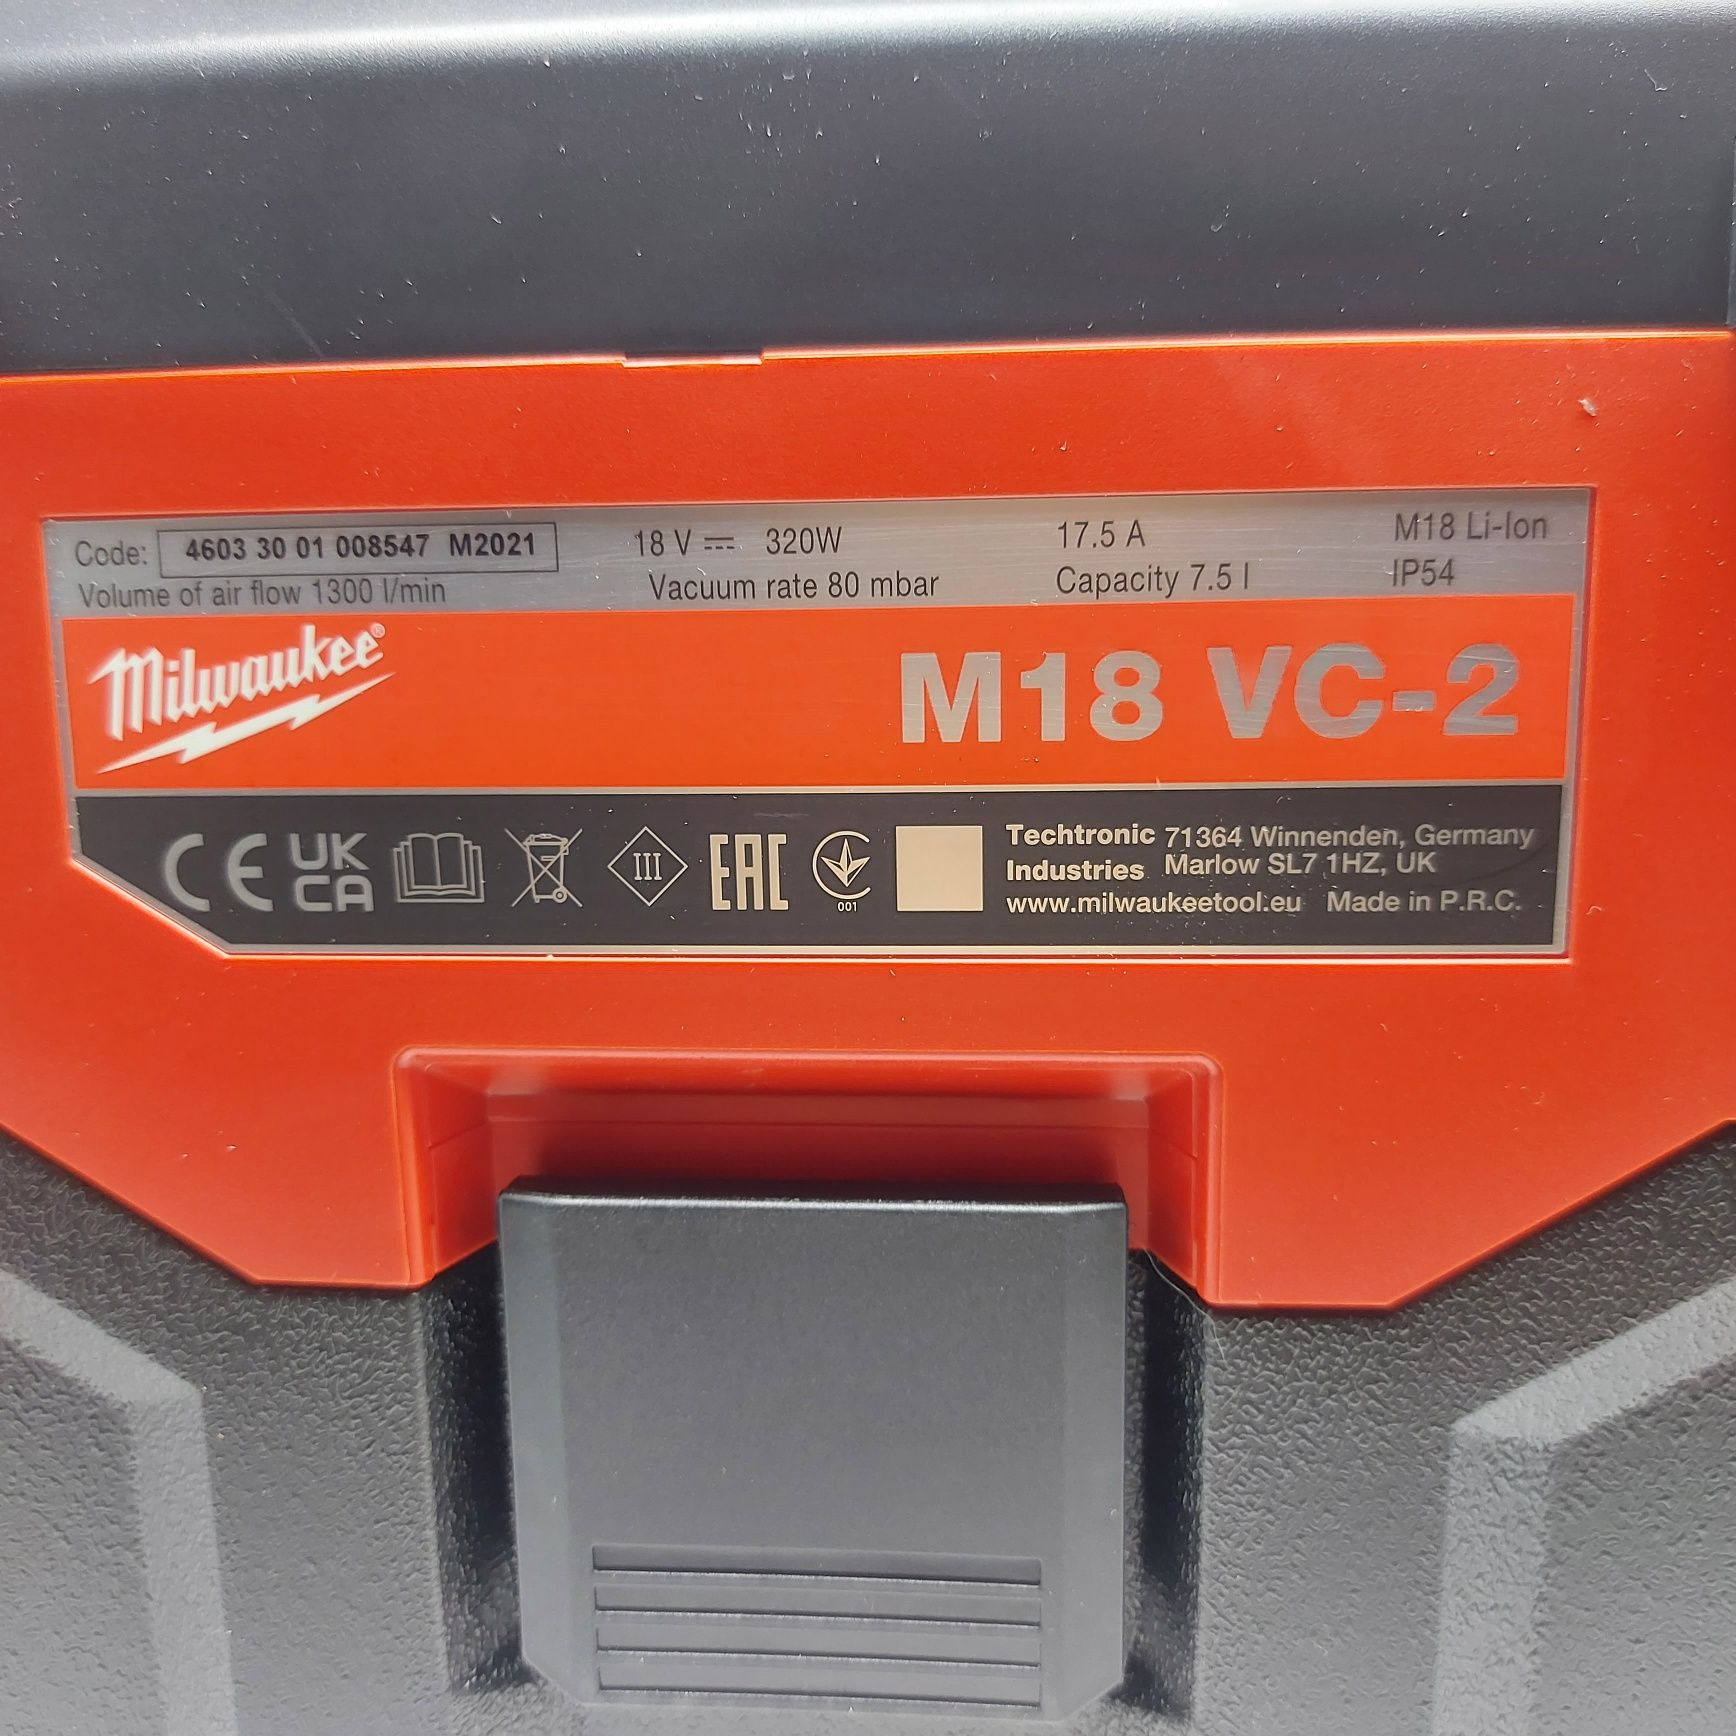 Code: 4603 30 01 008547 M2021 18 V 320W 17.5 A M18 Li-Ion
Volume of air flow 1300 l/min Vacuum rate 80 mbar Capacity 7.5 l IP54
Milwaukee® M18 VC-2
CE UK CA III EAC 001
Techtronic Industries 71364 Winnenden, Germany
Marlow SL7 1HZ, UK
www.milwaukeetool.eu Made in P.R.C.